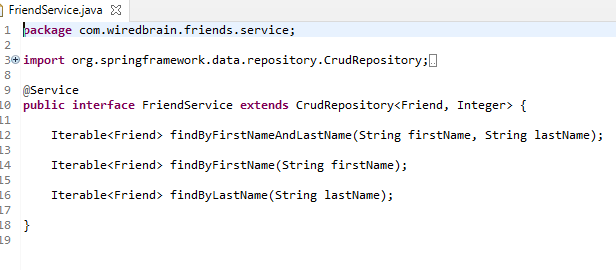 FriendService.java
1 package com.wiredbrain.friends.service;
2
3 import org.springframework.data.repository.CrudRepository;
8
9 @Service
10 public interface FriendService extends CrudRepository<Friend, Integer> {
11
12 Iterable<Friend> findByFirstNameAndLastName(String firstName, String lastName);
13
14 Iterable<Friend> findByFirstName(String firstName);
15
16 Iterable<Friend> findByLastName(String lastName);
17
18 }
19